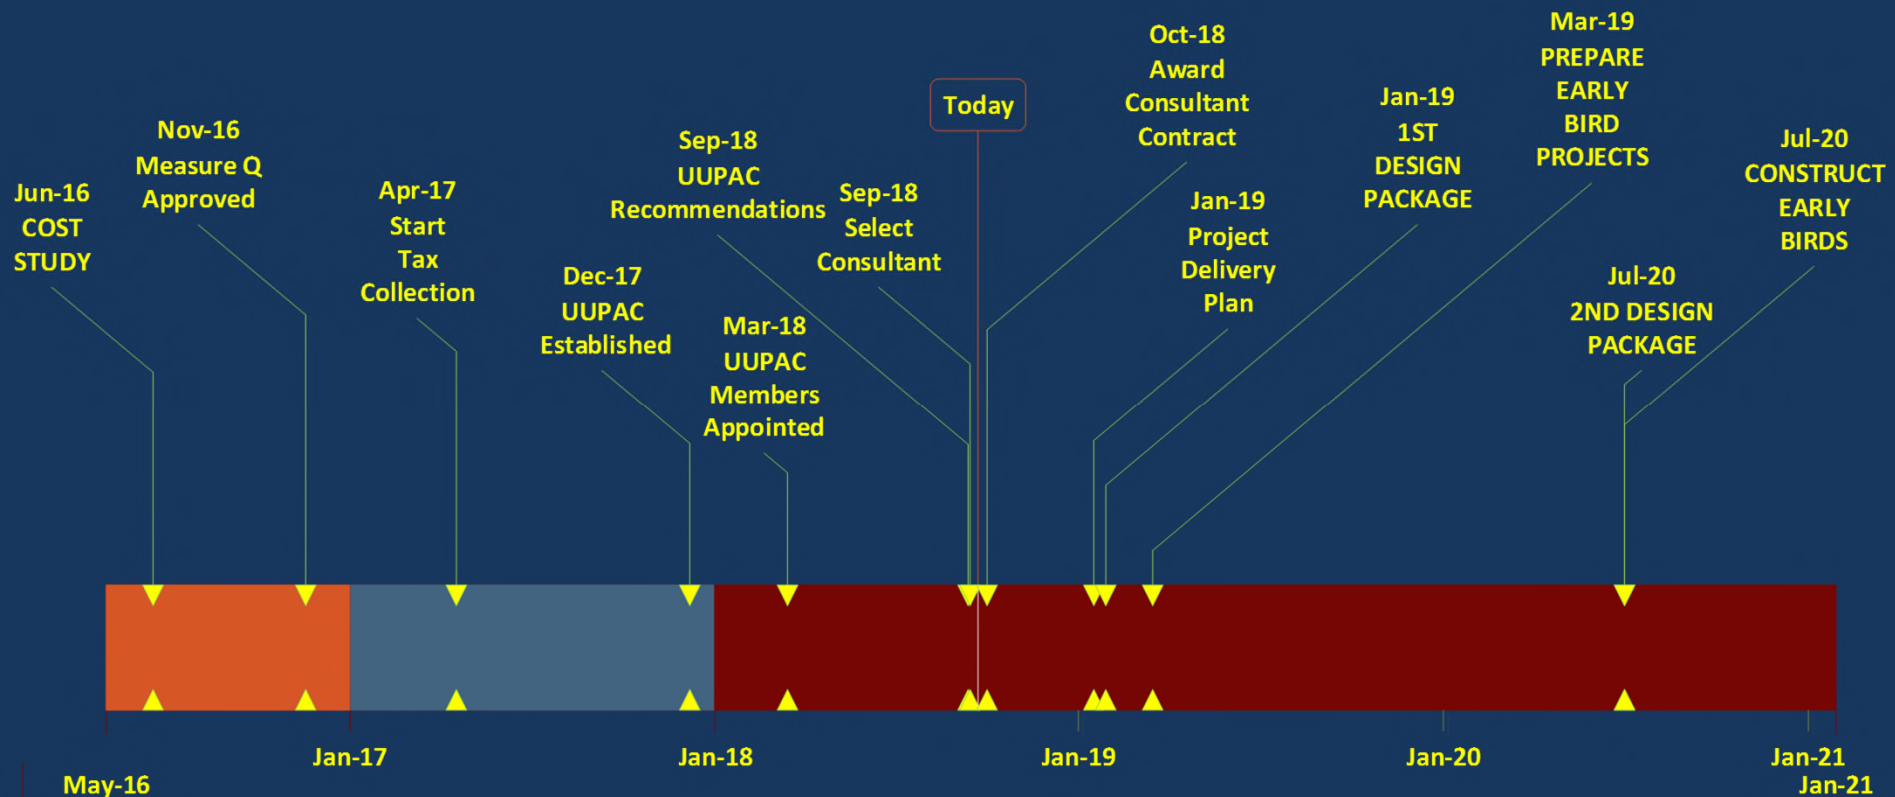 Jun-16
COST
STUDY
Nov-16
Measure Q
Approved
Apr-17
Start
Tax
Collection
Dec-17
UUPAC
Established
Sep-18
UUPAC
Recommendations
Mar-18
UUPAC
Members
Appointed
Sep-18
Select
Consultant
Today
Oct-18
Award
Consultant
Contract
Jan-19
Project
Delivery
Plan
Jan-19
1ST
DESIGN
PACKAGE
Mar-19
PREPARE
EARLY
BIRD
PROJECTS
Jul-20
2ND DESIGN
PACKAGE
Jul-20
CONSTRUCT
EARLY
BIRDS
Jan-17
Jan-18
Jan-19
Jan-20
Jan-21
May-16
Jan-21